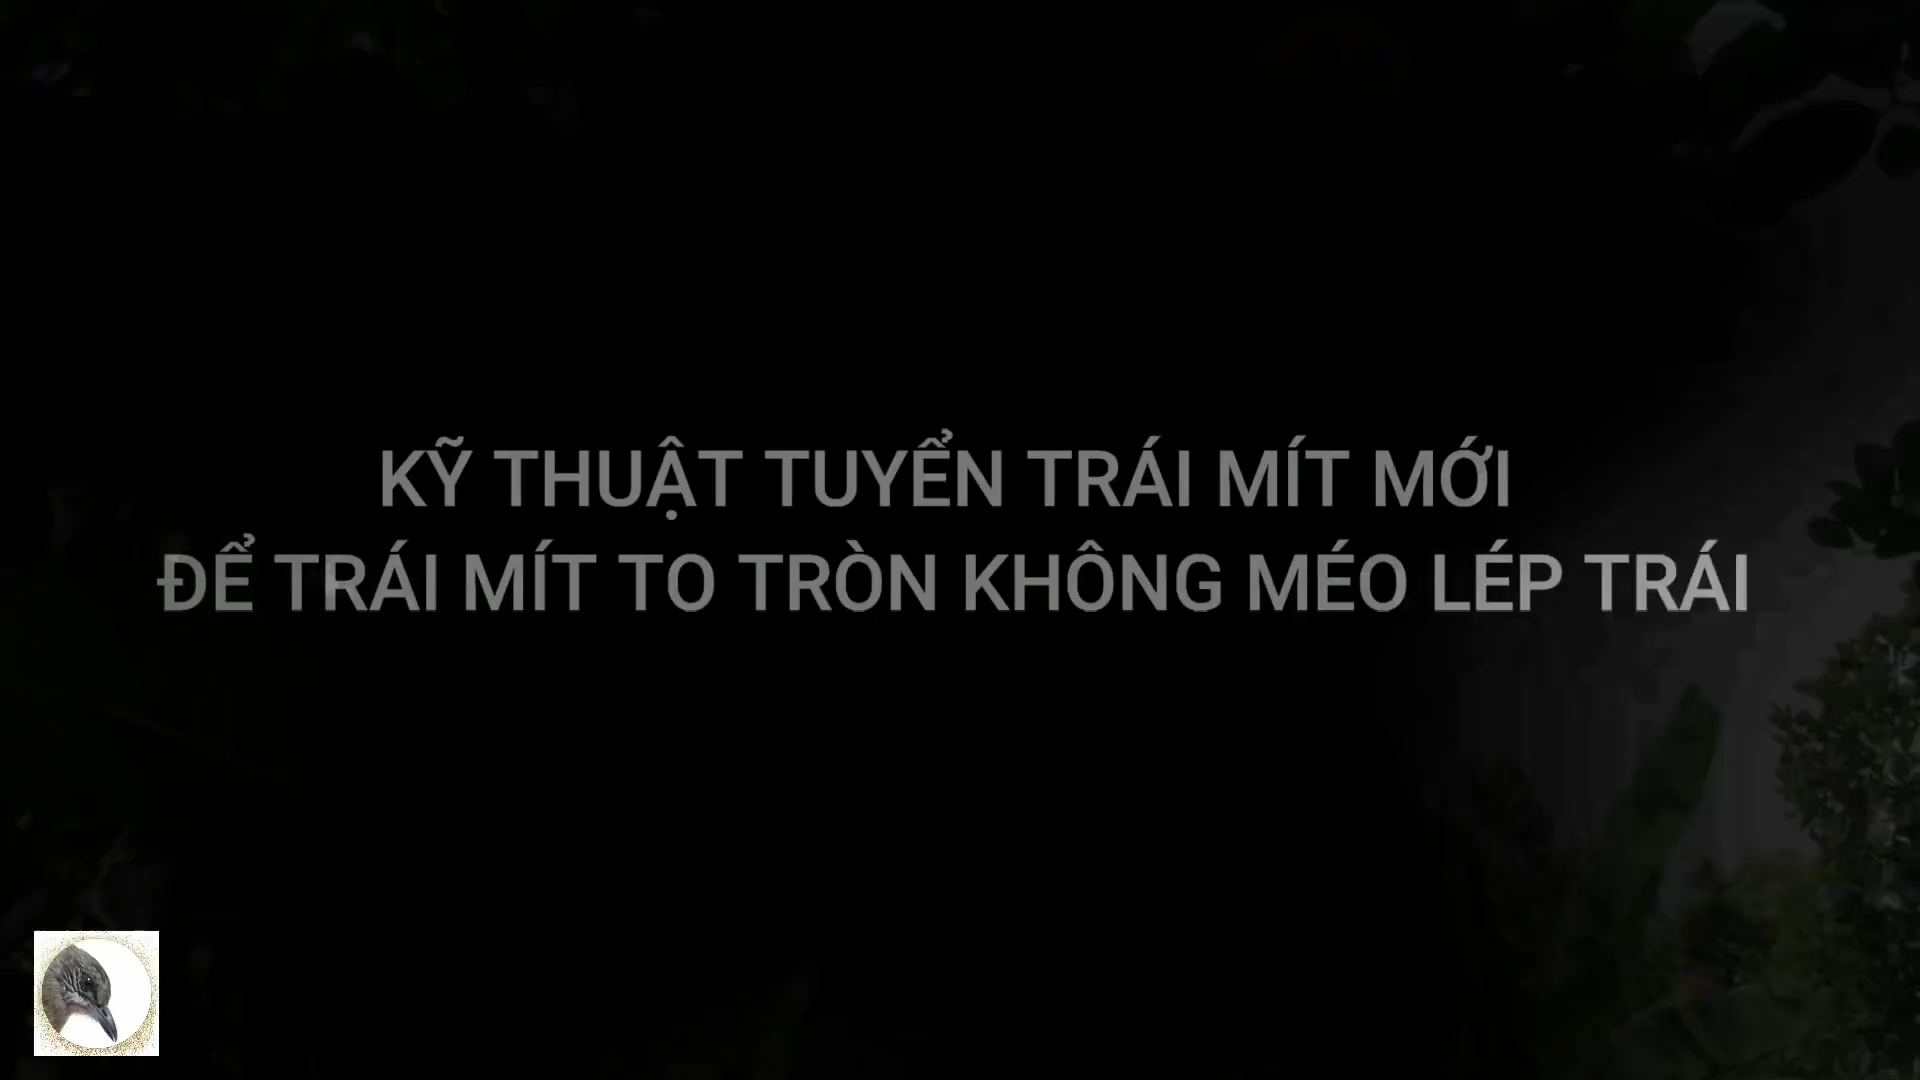 KỸ THUẬT TUYỂN TRÁI MÍT MỚI
ĐỂ TRÁI MÍT TO TRÒN KHÔNG MÉO LÉP TRÁI